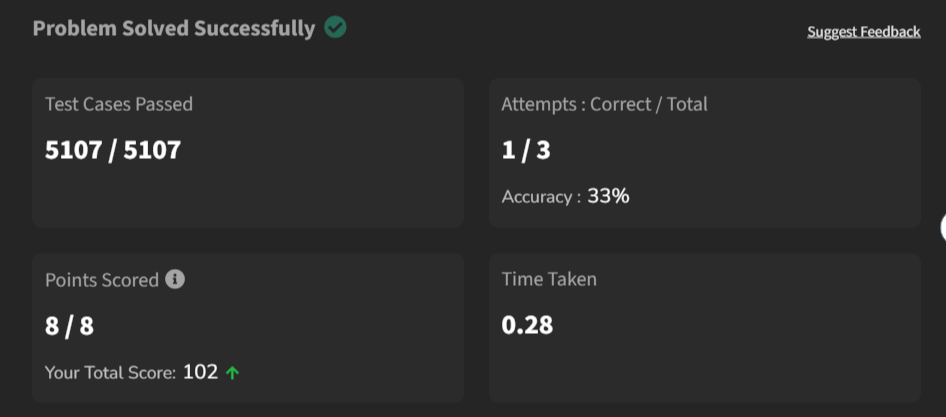 Problem Solved Successfully
Suggest Feedback
Test Cases Passed
5107 / 5107
Attempts : Correct / Total
1 / 3
Accuracy : 33%
Points Scored
8 / 8
Your Total Score: 102
Time Taken
0.28